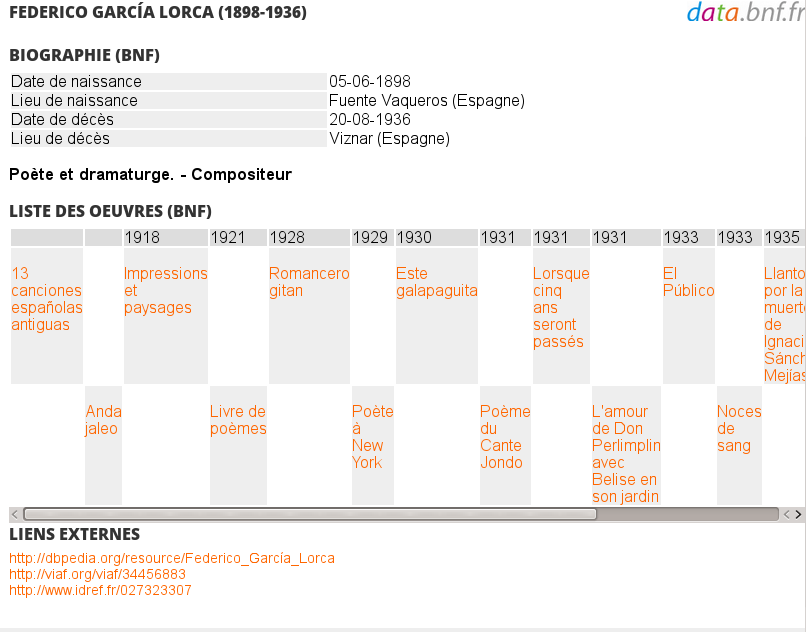 FEDERICO GARCÍA LORCA (1898-1936)
data.bnf.fr
BIOGRAPHIE (BNF)
Date de naissance 05-06-1898
Lieu de naissance Fuente Vaqueros (Espagne)
Date de décès 20-08-1936
Lieu de décès Viznar (Espagne)
Poète et dramaturge. - Compositeur
LISTE DES OEUVRES (BNF)
1918 1921 1928 1929 1930 1931 1931 1931 1933 1933 1935
13
canciones
españolas
antiguas
Impressions
et
paysages
Romancero
gitan
Este
galapaguita
Lorsque
cinq
ans
seront
passés
El
Público
Llanto
por la
muert
de
Ignaci
Sánch
Mejías
Anda
jaleo
Livre de
poèmes
Poète
à
New
York
Poème
du
Cante
Jondo
L'amour
de Don
Perlimplin
avec
Belise en
son jardin
Noces
de
sang
LIENS EXTERNES
http://dbpedia.org/resource/Federico_García_Lorca
http://viaf.org/viaf/34456883
http://www.idref.fr/027323307